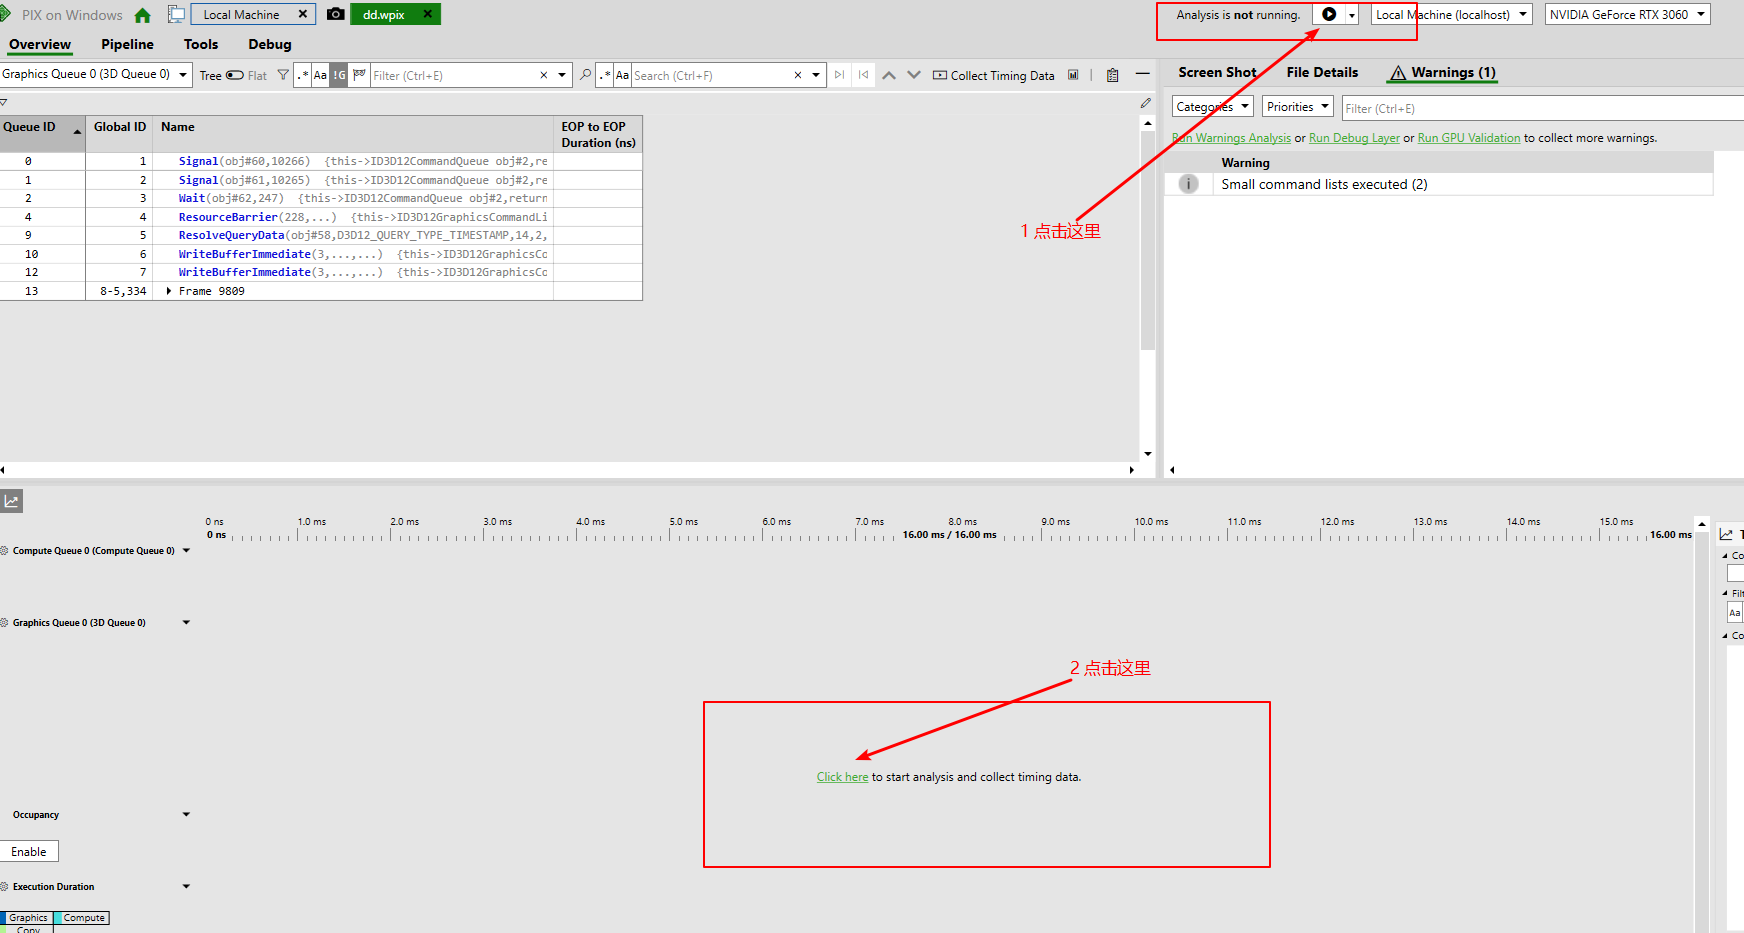 PIX on Windows
Local Machine
dd.wpix
Analysis is not running.
Local Machine (localhost)
NVIDIA GeForce RTX 3060
Overview
Pipeline
Tools
Debug
Graphics Queue 0 (3D Queue 0)
Tree
Flat
.*
Aa
!G
Filter (Ctrl+E)
.*
Aa
Search (Ctrl+F)
Collect Timing Data
Screen Shot
File Details
Warnings (1)
Categories
Priorities
Filter (Ctrl+E)
Run Warnings Analysis or Run Debug Layer or Run GPU Validation to collect more warnings.
Warning
Small command lists executed (2)
Queue ID
Global ID
Name
EOP to EOP
Duration (ns)
0 1 Signal(obj#60,10266) {this->ID3D12CommandQueue obj#2,re
1 2 Signal(obj#61,10265) {this->ID3D12CommandQueue obj#2,re
2 3 Wait(obj#62,247) {this->ID3D12CommandQueue obj#2,return
4 4 ResourceBarrier(228,...) {this->ID3D12GraphicsCommandLi
9 5 ResolveQueryData(obj#58,D3D12_QUERY_TYPE_TIMESTAMP,14,2,
10 6 WriteBufferImmediate(3,...,...) {this->ID3D12GraphicsCo
12 7 WriteBufferImmediate(3,...,...) {this->ID3D12GraphicsCo
13 8-5,334 Frame 9809
1 点击这里
0 ns 1.0 ms 2.0 ms 3.0 ms 4.0 ms 5.0 ms 6.0 ms 7.0 ms 8.0 ms 9.0 ms 10.0 ms 11.0 ms 12.0 ms 13.0 ms 14.0 ms 15.0 ms
0 ns 16.00 ms / 16.00 ms 16.00 ms
Compute Queue 0 (Compute Queue 0)
Graphics Queue 0 (3D Queue 0)
2 点击这里
Click here to start analysis and collect timing data.
Occupancy
Enable
Execution Duration
Graphics
Compute
Copy
T
Co
Filt
Aa
Co